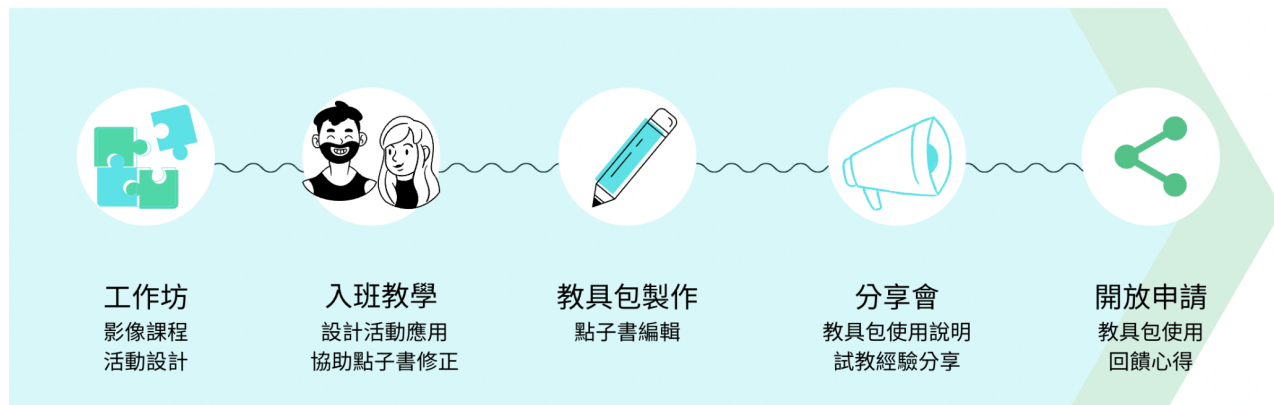 工作坊
影像課程
活動設計
入班教學
設計活動應用
協助點子書修正
教具包製作
點子書編輯
分享會
教具包使用說明
試教經驗分享
開放申請
教具包使用
回饋心得